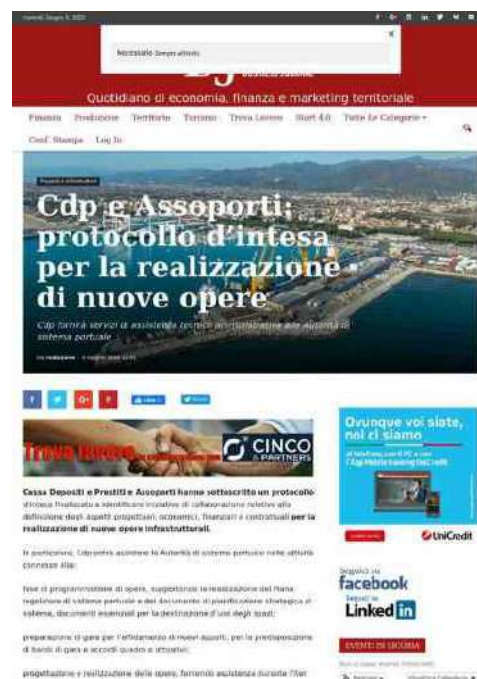 Necessario Sempre attivato
Quotidiano di economia, finanza e marketing territoriale
Finanza Produzione Territorio Turismo Trova Lavoro Start 4.0 Tutte Le Categorie
Conf. Stampa Log In
Cdp e Assoporti:
protocollo d'intesa
per la realizzazione
di nuove opere
Cdp fornirà servizi di assistenza tecnico amministrativa alle Autorità di
sistema portuale
Trova lavoro
CINCO
& PARTNERS
Cassa Depositi e Prestiti e Assoporti hanno sottoscritto un protocollo
d'intesa finalizzato a identificare iniziative di collaborazione relative alla
definizione degli aspetti progettuali, economici, finanziari e contrattuali per la
realizzazione di nuove opere infrastrutturali.
In particolare, Cdp potrà assistere le Autorità di sistema portuale nelle attività
connesse alla:
fase di programmazione di opere, supportando la realizzazione del Piano
regolatore di sistema portuale e del documento di pianificazione strategica di
sistema, documenti essenziali per la destinazione d'uso degli spazi;
preparazione di gare per l'affidamento di nuovi appalti, per la predisposizione
di bandi di gara e accordi quadro e attuativi;
progettazione e realizzazione delle opere, fornendo assistenza durante l'iter
Ovunque voi siate,
noi ci siamo
UniCredit
Seguici su
facebook
Seguici su
Linked in
EVENTI IN LIGURIA